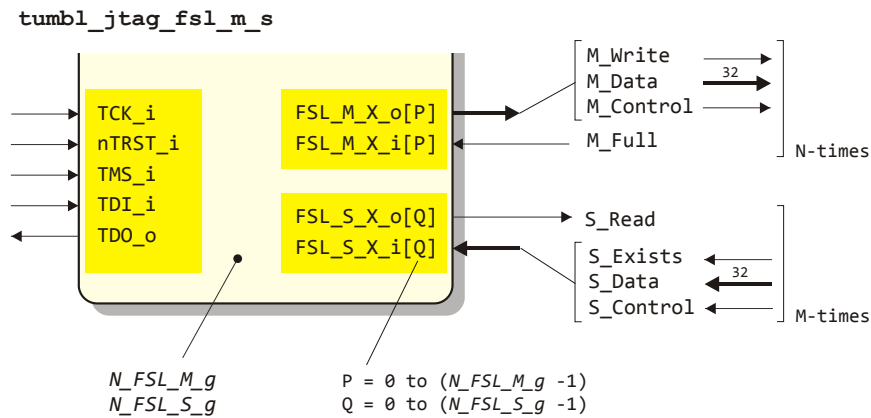 tumbl_jtag_fsl_m_s
TCK_i
nTRST_i
TMS_i
TDI_i
TDO_o
FSL_M_X_o[P]
FSL_M_X_i[P]
FSL_S_X_o[Q]
FSL_S_X_i[Q]
M_Write
M_Data
32
M_Control
M_Full
N-times
S_Read
S_Exists
S_Data
32
S_Control
M-times
N_FSL_M_g
N_FSL_S_g
P = 0 to (N_FSL_M_g -1)
Q = 0 to (N_FSL_S_g -1)